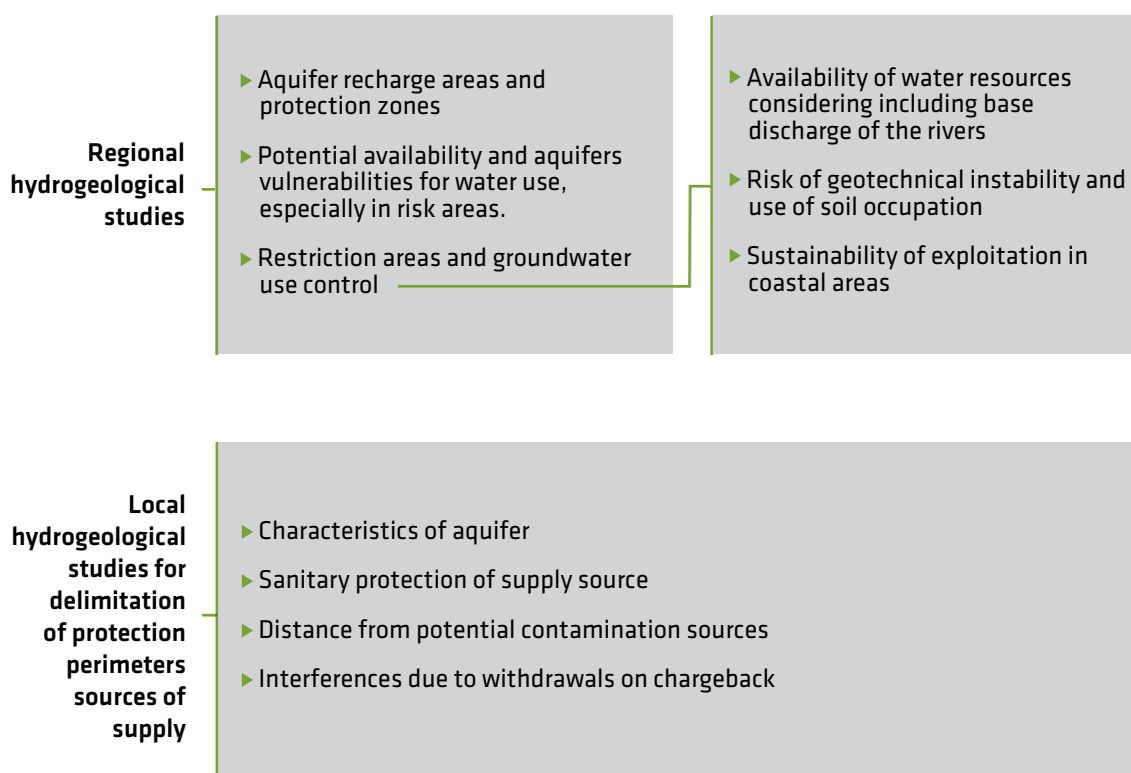 Regional
hydrogeological
studies
▶ Aquifer recharge areas and
protection zones
▶ Potential availability and aquifers
vulnerabilities for water use,
especially in risk areas.
▶ Restriction areas and groundwater
use control
▶ Availability of water resources
considering including base
discharge of the rivers
▶ Risk of geotechnical instability and
use of soil occupation
▶ Sustainability of exploitation in
coastal areas
Local
hydrogeological
studies for
delimitation
of protection
perimeters
sources of
supply
▶ Characteristics of aquifer
▶ Sanitary protection of supply source
▶ Distance from potential contamination sources
▶ Interferences due to withdrawals on chargeback